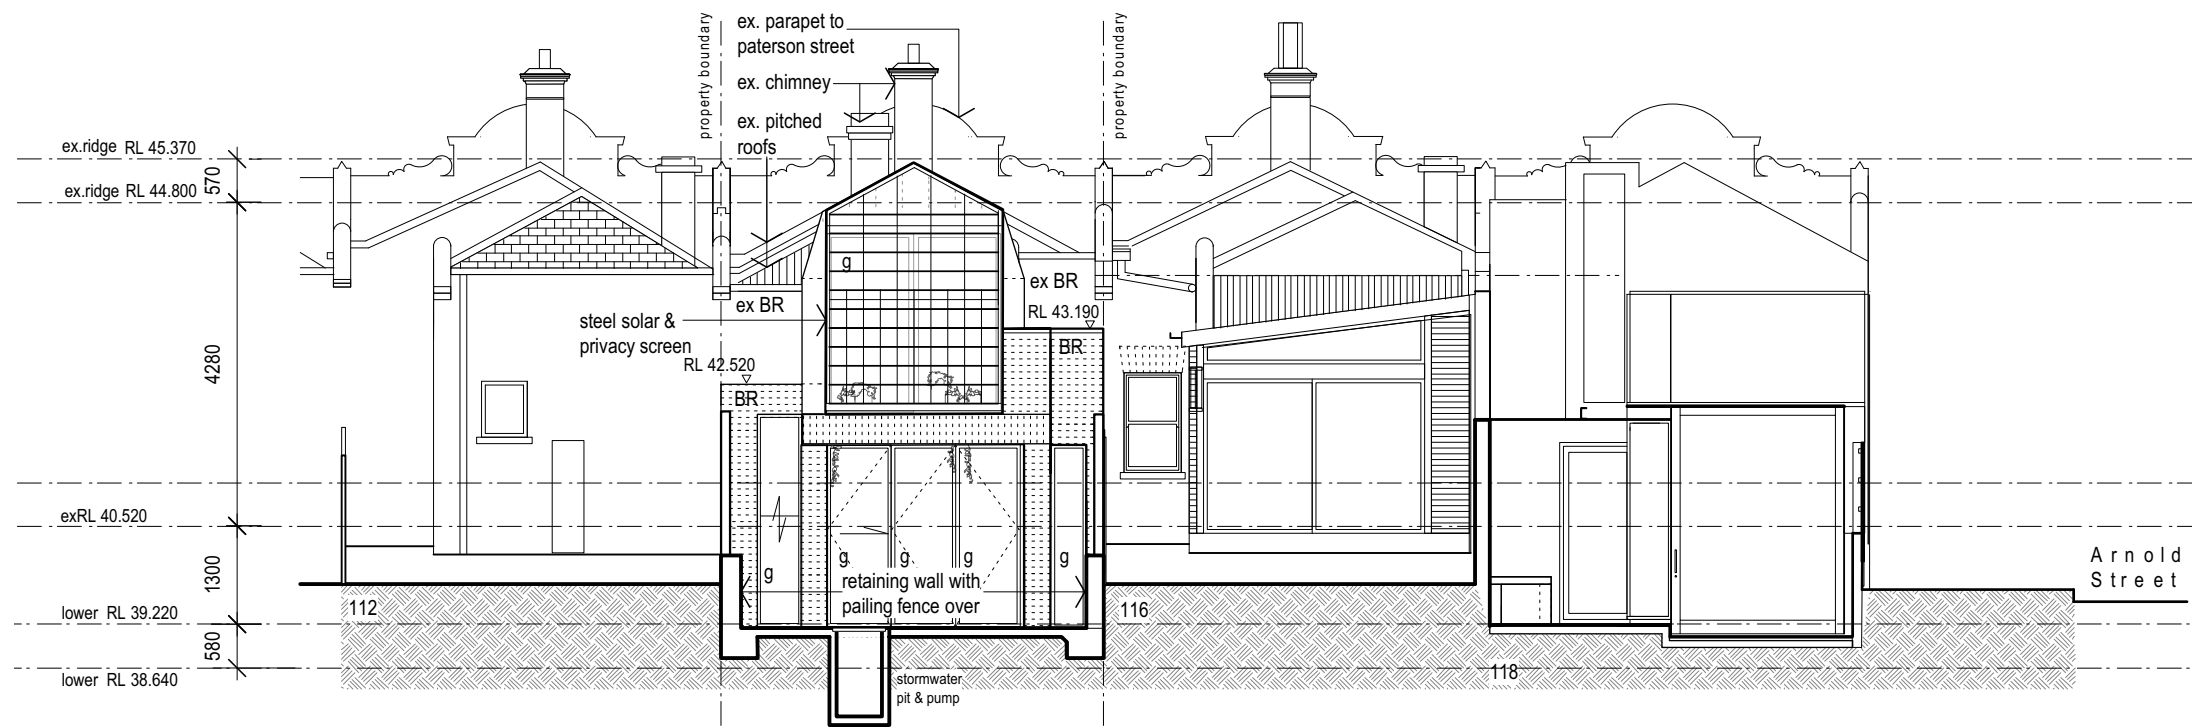 ex. parapet to
paterson street
ex. chimney
ex. pitched
roofs
property boundary
property boundary
ex.ridge RL 45.370
570
ex.ridge RL 44.800
4280
exRL 40.520
1300
lower RL 39.220
580
lower RL 38.640
g
ex BR
ex BR
RL 43.190
steel solar &
privacy screen
BR
RL 42.520
BR
g
g
g
g
g
retaining wall with
pailing fence over
112
116
118
stormwater
pit & pump
Arnold
Street